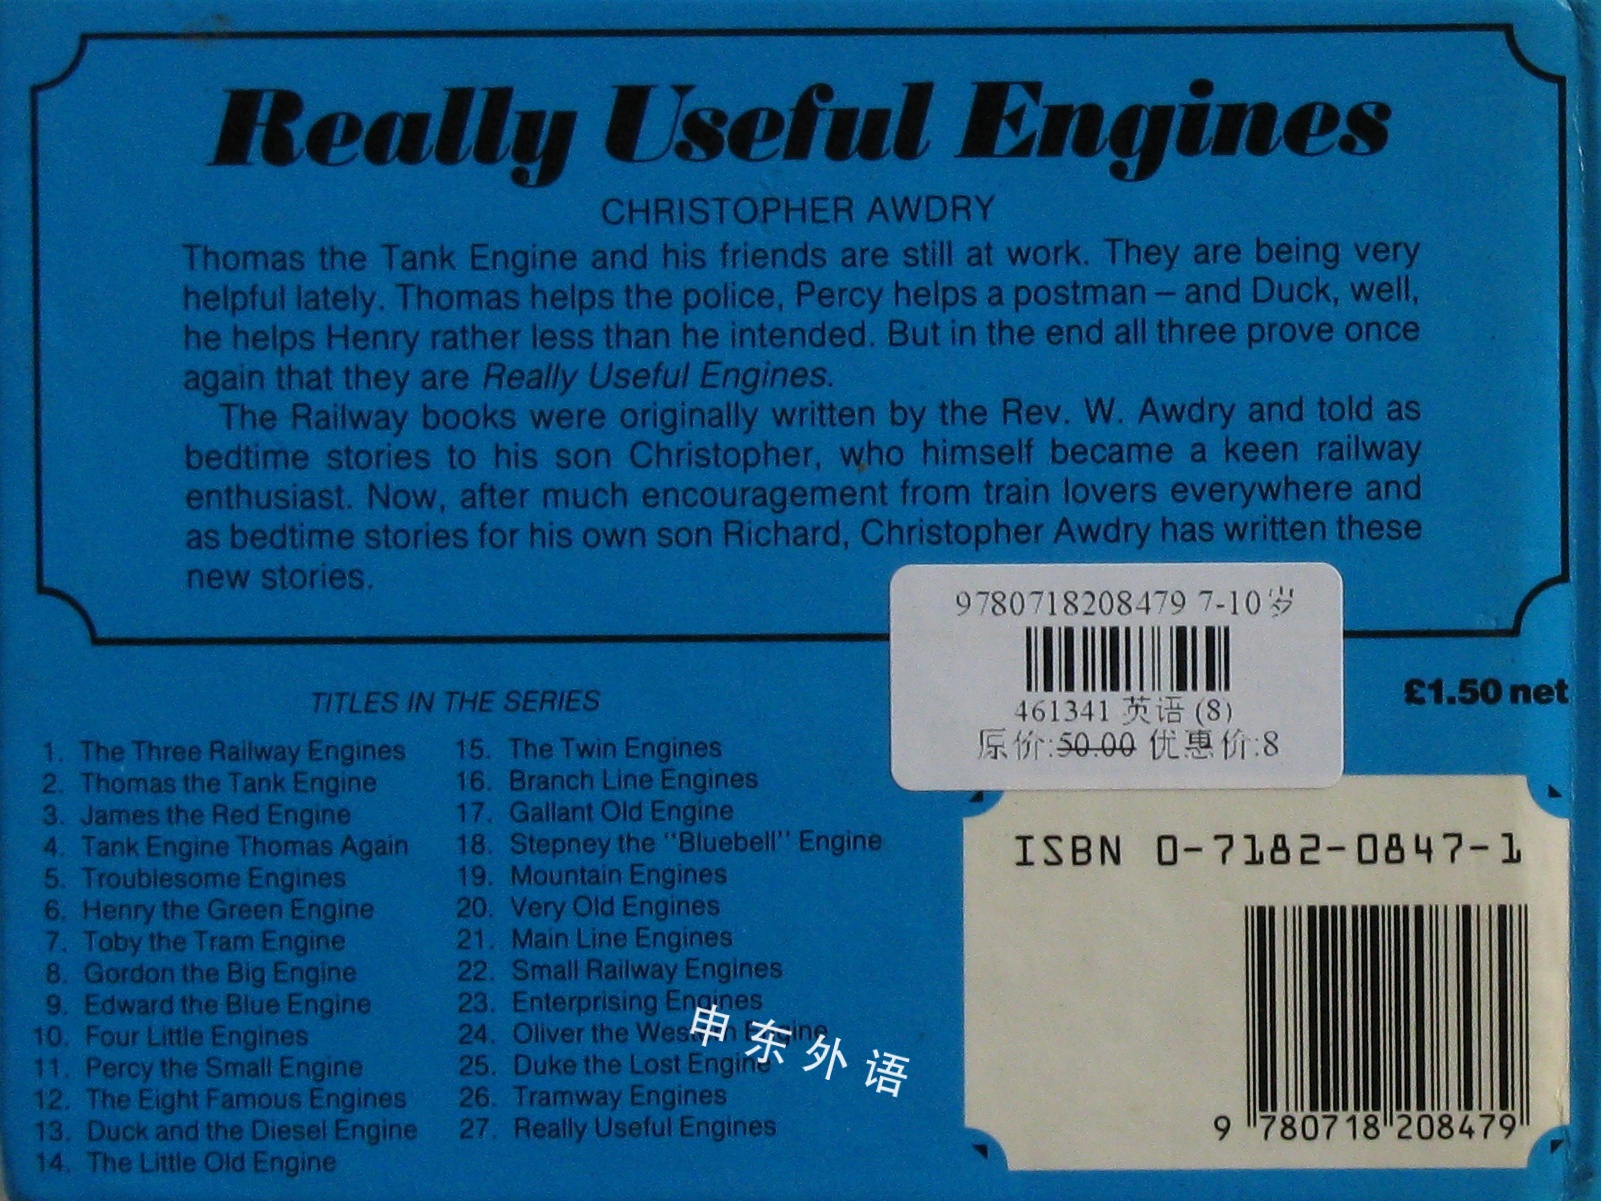 Really Useful Engines
CHRISTOPHER AWDRY
Thomas the Tank Engine and his friends are still at work. They are being very
helpful lately. Thomas helps the police, Percy helps a postman – and Duck, well,
he helps Henry rather less than he intended. But in the end all three prove once
again that they are Really Useful Engines.
The Railway books were originally written by the Rev. W. Awdry and told as
bedtime stories to his son Christopher, who himself became a keen railway
enthusiast. Now, after much encouragement from train lovers everywhere and
as bedtime stories for his own son Richard, Christopher Awdry has written these
new stories.
9780718208479 7-10岁
461341 英语 (8)
原价:50.00 优惠价:8
£1.50 net
TITLES IN THE SERIES
1. The Three Railway Engines
2. Thomas the Tank Engine
3. James the Red Engine
4. Tank Engine Thomas Again
5. Troublesome Engines
6. Henry the Green Engine
7. Toby the Tram Engine
8. Gordon the Big Engine
9. Edward the Blue Engine
10. Four Little Engines
11. Percy the Small Engine
12. The Eight Famous Engines
13. Duck and the Diesel Engine
14. The Little Old Engine
15. The Twin Engines
16. Branch Line Engines
17. Gallant Old Engine
18. Stepney the "Bluebell" Engine
19. Mountain Engines
20. Very Old Engines
21. Main Line Engines
22. Small Railway Engines
23. Enterprising Engines
24. Oliver the Western Engine
25. Duke the Lost Engine
26. Tramway Engines
27. Really Useful Engines
申东外语
ISBN 0-7182-0847-1
9 780718 208479